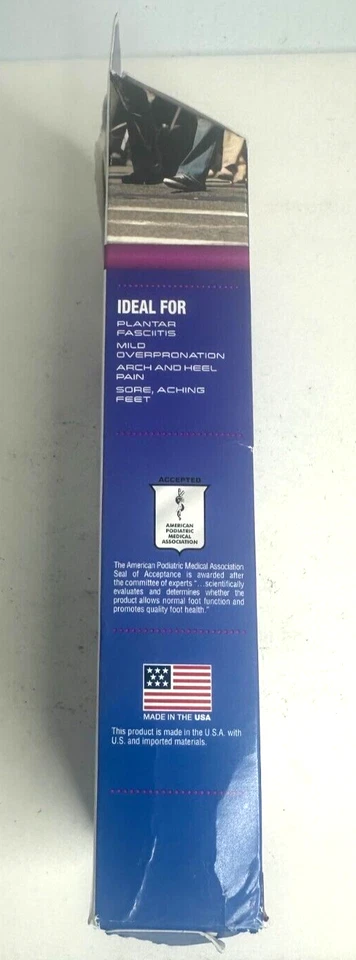 IDEAL FOR
PLANTAR
FASCIITIS
MILD
OVERPRONATION
ARCH AND HEEL
PAIN
SORE, ACHING
FEET
ACCEPTED
AMERICAN
PODIATRIC
MEDICAL
ASSOCIATION
The American Podiatric Medical Association
Seal of Acceptance is awarded after
the committee of experts "...scientifically
evaluates and determines whether the
product allows normal foot function and
promotes quality foot health."
MADE IN THE USA
This product is made in the U.S.A. with
U.S. and imported materials.